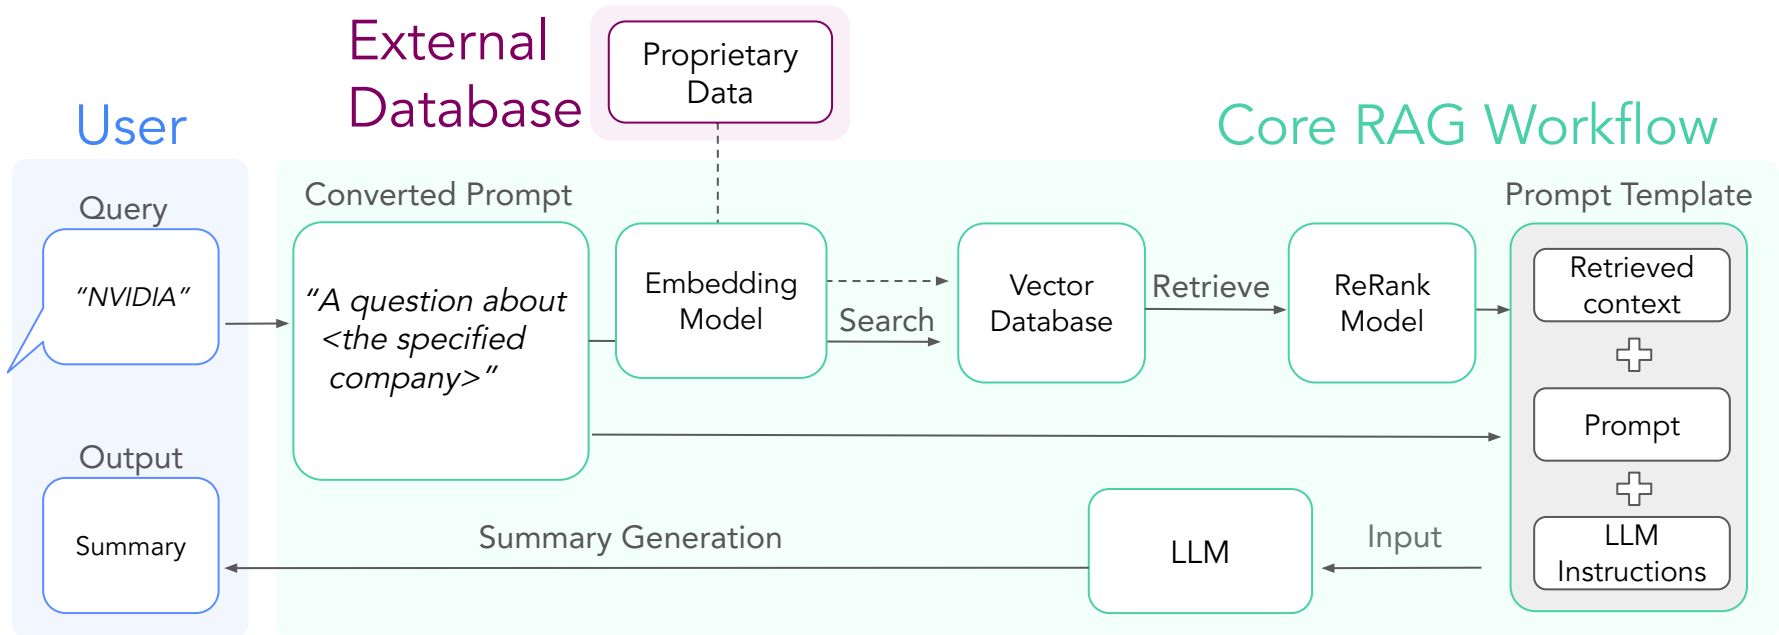 External
Database
Proprietary
Data
User
Core RAG Workflow
Query
“NVIDIA”
Converted Prompt
“A question about
<the specified
company>”
Embedding
Model
Search
Vector
Database
Retrieve
ReRank
Model
Prompt Template
Retrieved
context
Prompt
LLM
Instructions
Input
LLM
Summary Generation
Output
Summary